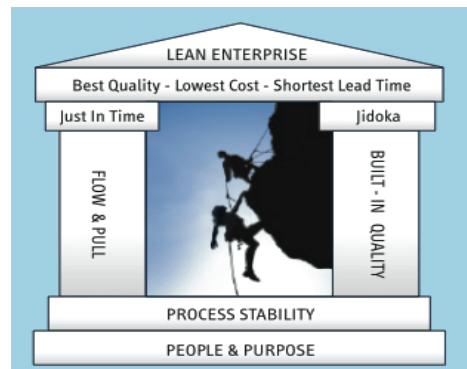 LEAN ENTERPRISE
Best Quality - Lowest Cost - Shortest Lead Time
Just In Time
Jidoka
FLOW & PULL
BUILT - IN QUALITY
PROCESS STABILITY
PEOPLE & PURPOSE